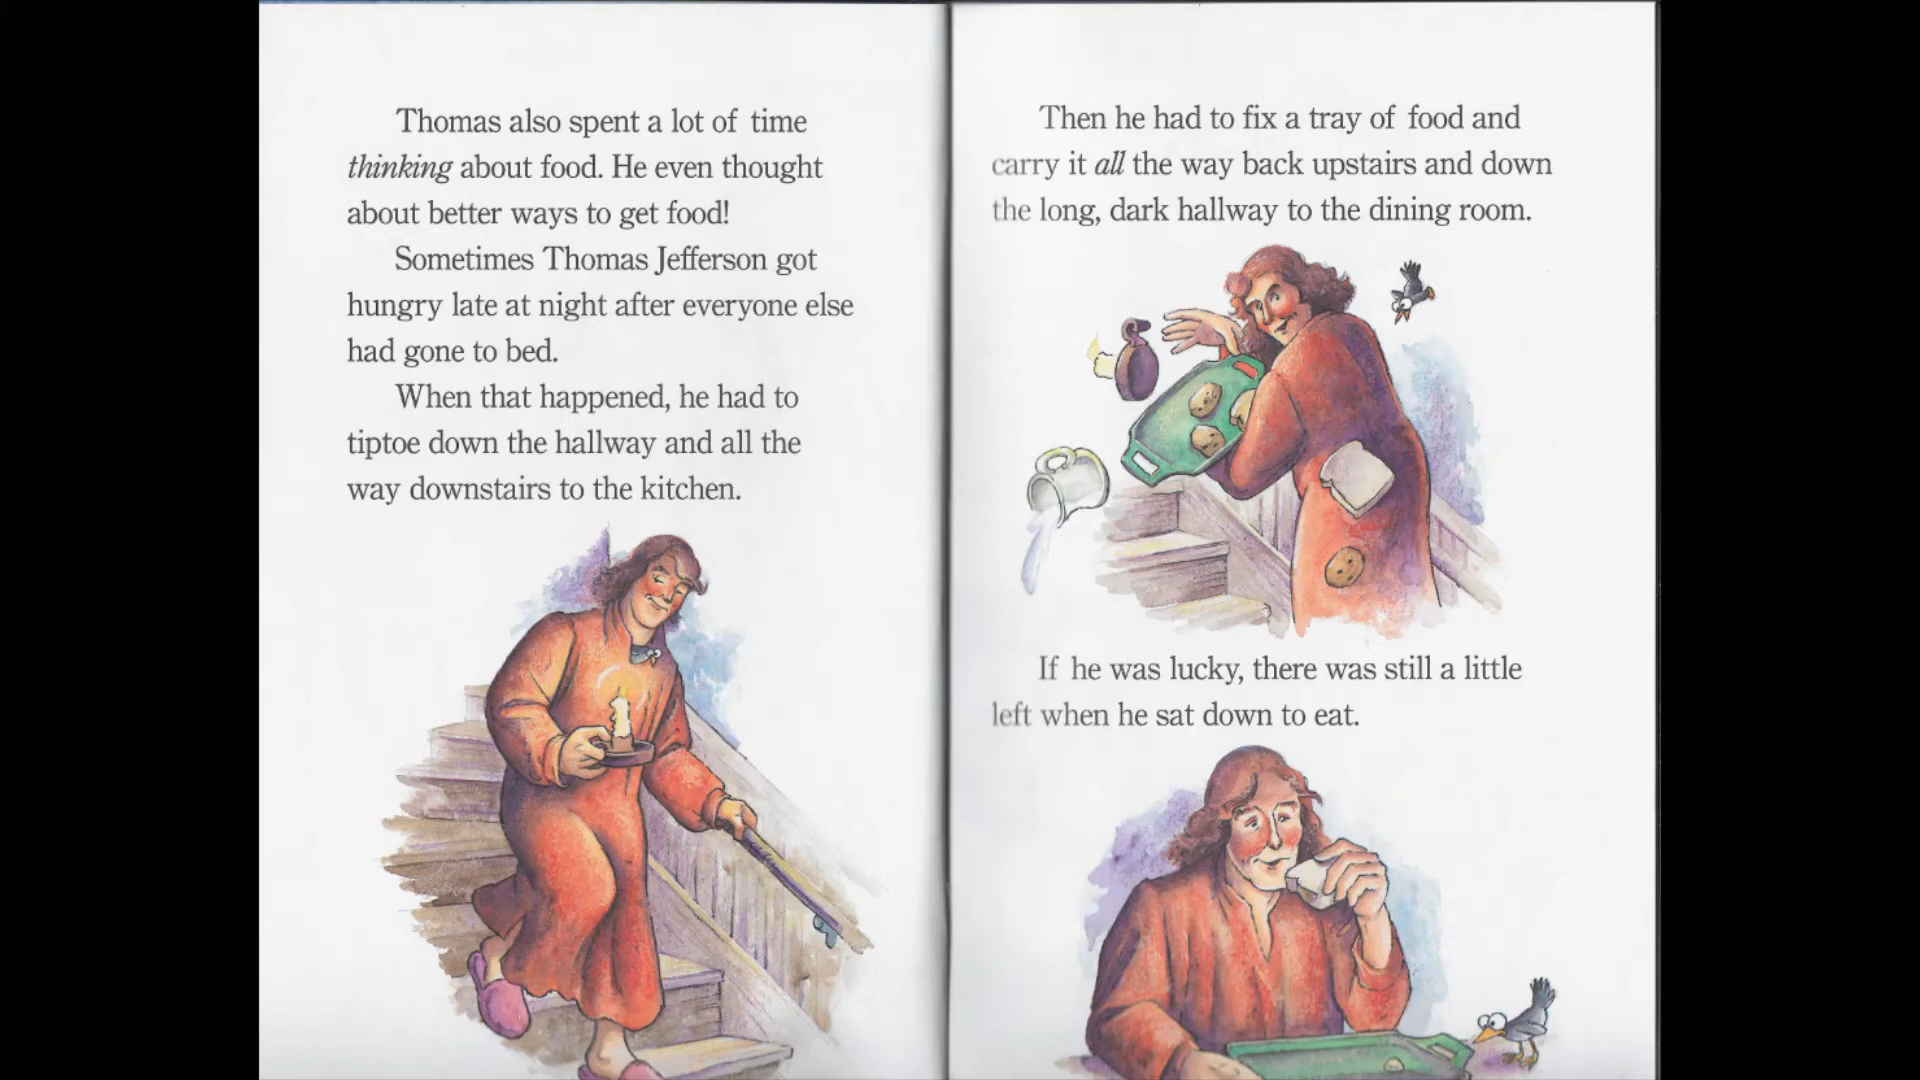 Thomas also spent a lot of time
thinking about food. He even thought
about better ways to get food!
Sometimes Thomas Jefferson got
hungry late at night after everyone else
had gone to bed.
When that happened, he had to
tiptoe down the hallway and all the
way downstairs to the kitchen.
Then he had to fix a tray of food and
carry it all the way back upstairs and down
the long, dark hallway to the dining room.
If he was lucky, there was still a little
left when he sat down to eat.